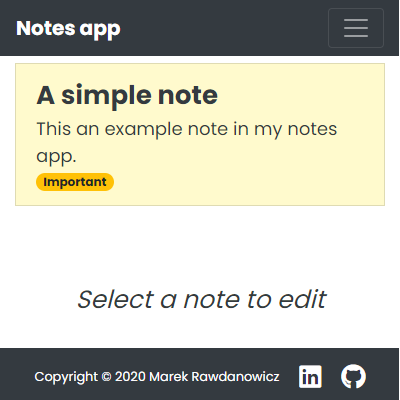 Notes app
A simple note
This an example note in my notes
app.
Important
Select a note to edit
Copyright © 2020 Marek Rawdanowicz
in